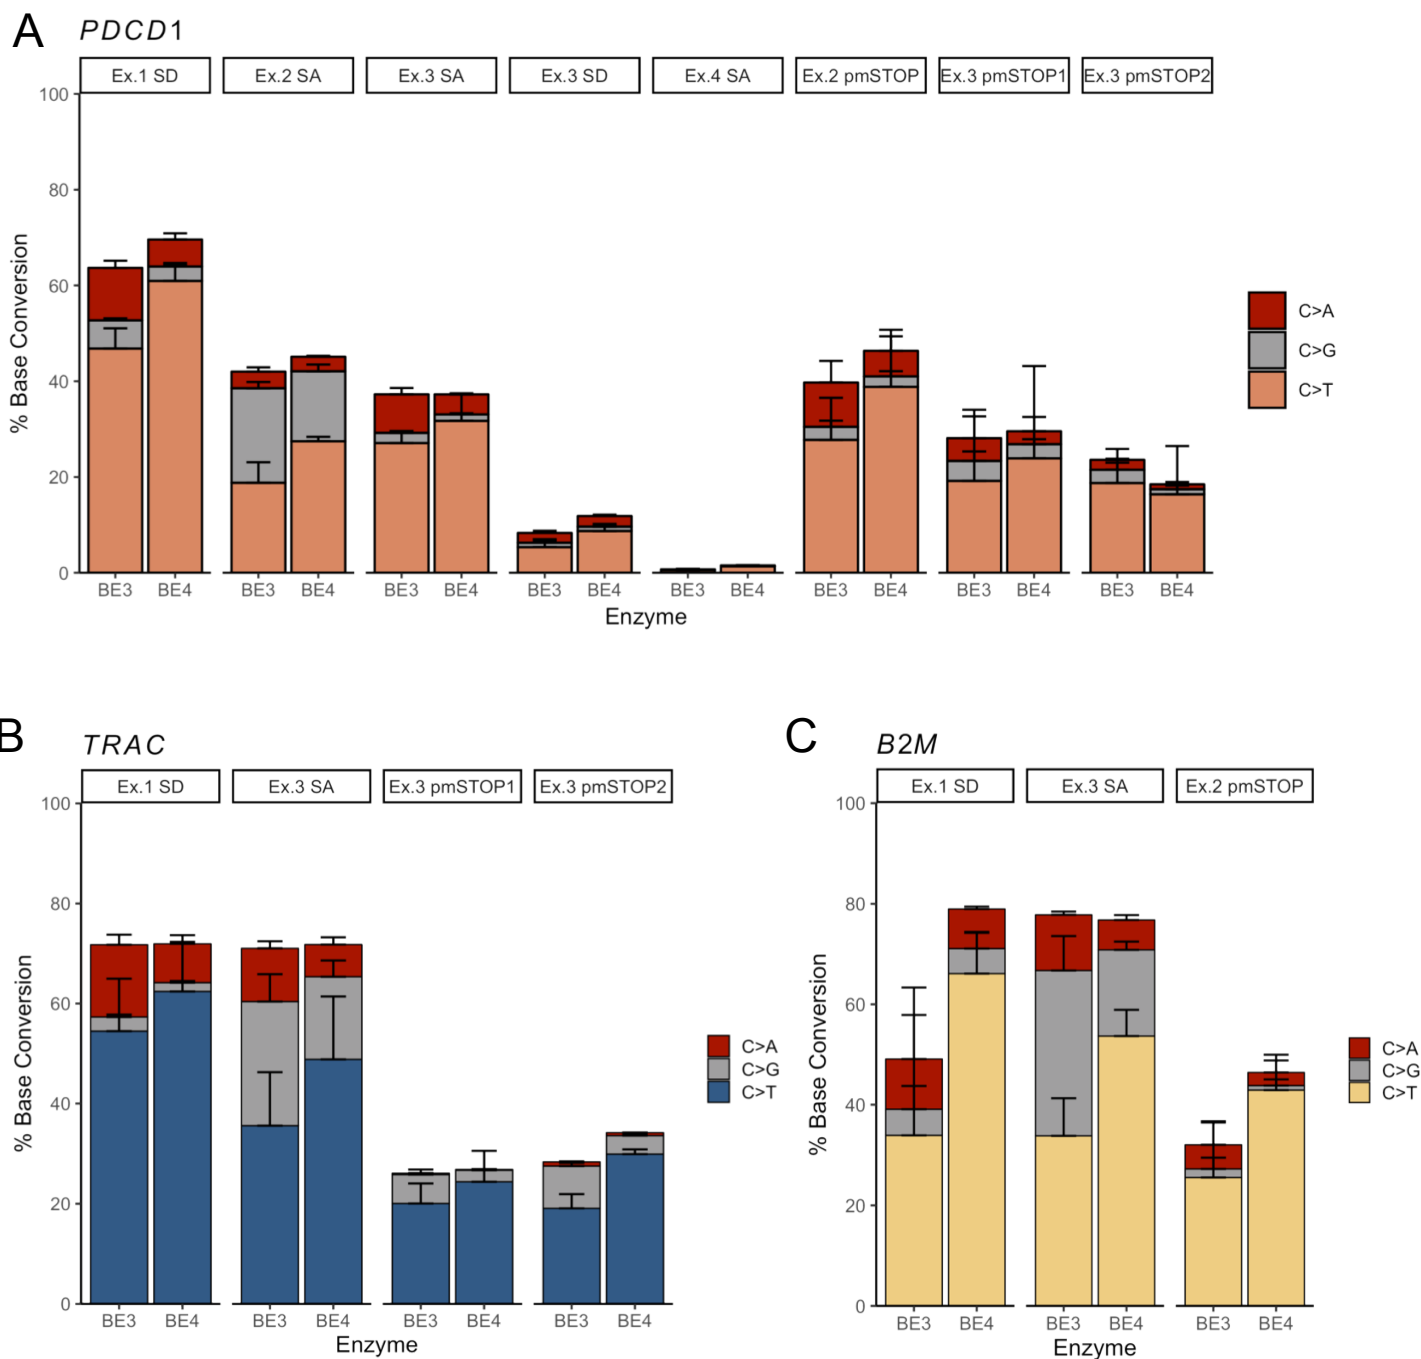 A PDCD1
Ex.1 SD Ex.2 SA Ex.3 SA Ex.3 SD Ex.4 SA Ex.2 pmSTOP Ex.3 pmSTOP1 Ex.3 pmSTOP2
100
80
60
40
20
0
% Base Conversion
BE3 BE4 BE3 BE4 BE3 BE4 BE3 BE4 BE3 BE4 BE3 BE4 BE3 BE4 BE3 BE4
Enzyme
C>A
C>G
C>T
B TRAC
Ex.1 SD Ex.3 SA Ex.3 pmSTOP1 Ex.3 pmSTOP2
100
80
60
40
20
0
% Base Conversion
BE3 BE4 BE3 BE4 BE3 BE4 BE3 BE4
Enzyme
C>A
C>G
C>T
C B2M
Ex.1 SD Ex.3 SA Ex.2 pmSTOP
100
80
60
40
20
0
% Base Conversion
BE3 BE4 BE3 BE4 BE3 BE4
Enzyme
C>A
C>G
C>T